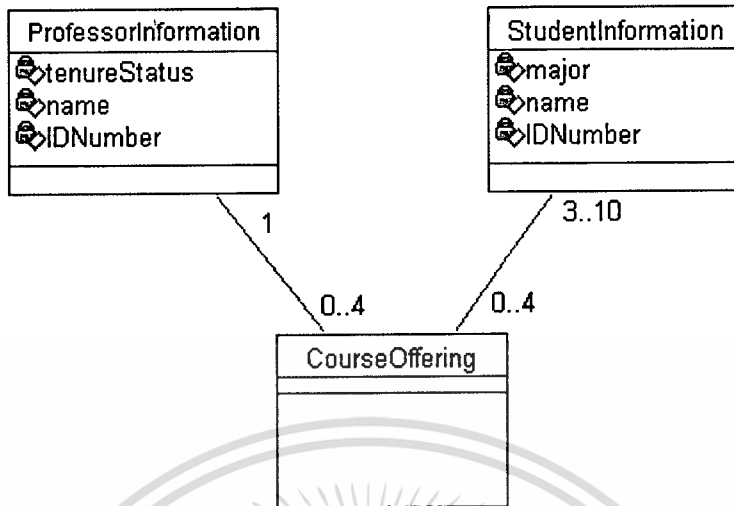 ProfessorInformation
tenureStatus
name
IDNumber
StudentInformation
major
name
IDNumber
1
3..10
0..4
0..4
CourseOffering